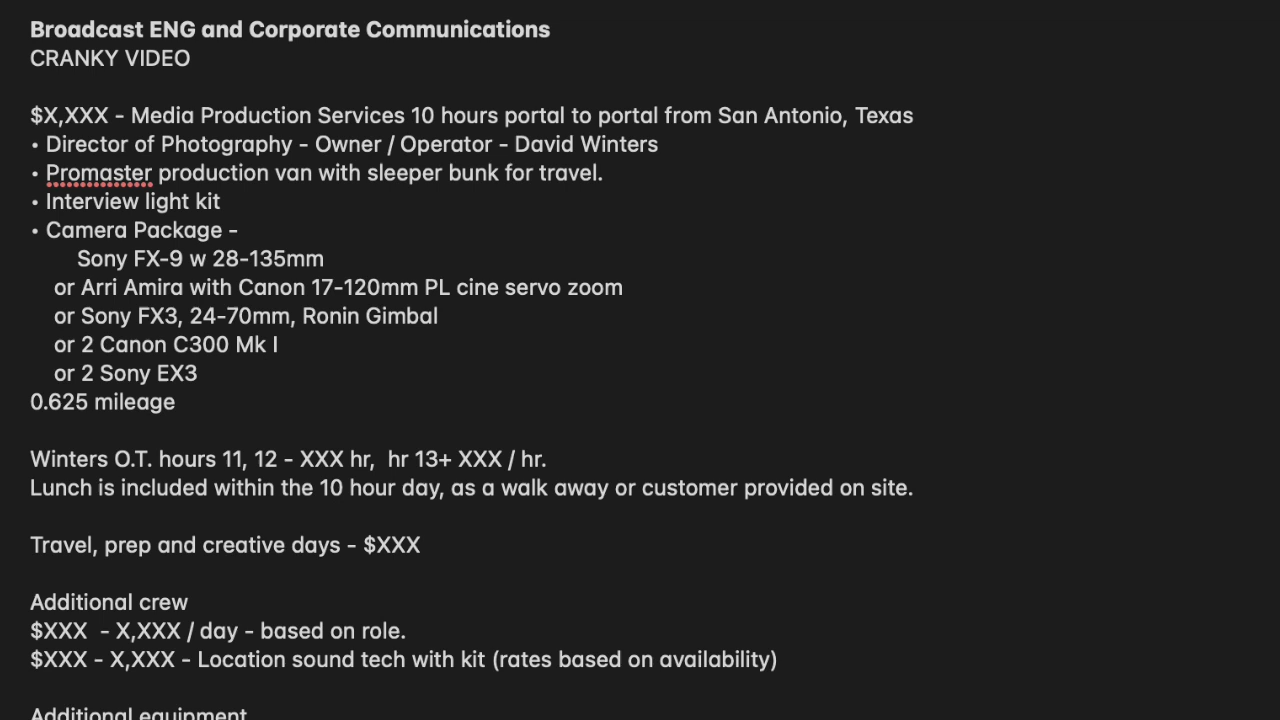 Broadcast ENG and Corporate Communications
CRANKY VIDEO
$X,XXX - Media Production Services 10 hours portal to portal from San Antonio, Texas
• Director of Photography - Owner / Operator - David Winters
• Promaster production van with sleeper bunk for travel.
• Interview light kit
• Camera Package -
Sony FX-9 w 28-135mm
or Arri Amira with Canon 17-120mm PL cine servo zoom
or Sony FX3, 24-70mm, Ronin Gimbal
or 2 Canon C300 Mk I
or 2 Sony EX3
0.625 mileage
Winters O.T. hours 11, 12 - XXX hr,  hr 13+ XXX / hr.
Lunch is included within the 10 hour day, as a walk away or customer provided on site.
Travel, prep and creative days - $XXX
Additional crew
$XXX  - X,XXX / day - based on role.
$XXX - X,XXX - Location sound tech with kit (rates based on availability)
Additional equipment